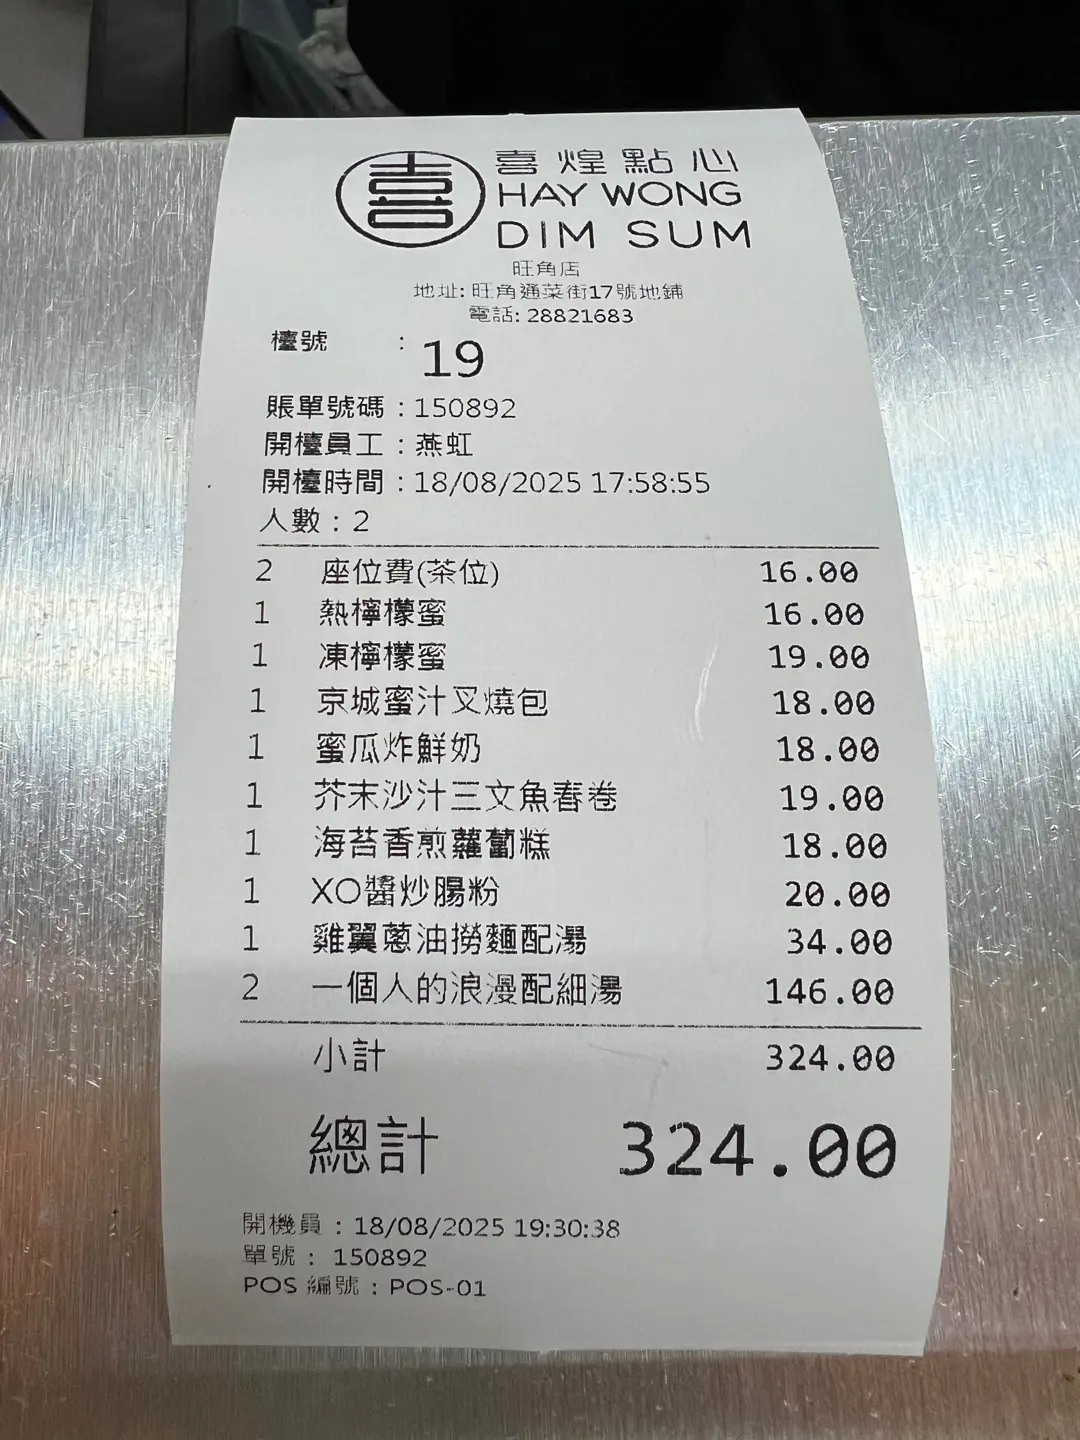 喜
喜煌點心
HAY WONG
DIM SUM
旺角店
地址: 旺角通菜街17號地鋪
電話: 28821683
檯號 : 19
賬單號碼 : 150892
開檯員工 : 燕虹
開檯時間 : 18/08/2025 17:58:55
人數 : 2
2 座位費(茶位) 16.00
1 熱檸檬蜜 16.00
1 凍檸檬蜜 19.00
1 京城蜜汁叉燒包 18.00
1 蜜瓜炸鮮奶 18.00
1 芥末沙汁三文魚春卷 19.00
1 海苔香煎蘿蔔糕 18.00
1 XO醬炒腸粉 20.00
1 雞翼蔥油撈麵配湯 34.00
2 一個人的浪漫配細湯 146.00
小計 324.00
總計 324.00
開機員 : 18/08/2025 19:30:38
單號 : 150892
POS 編號 : POS-01